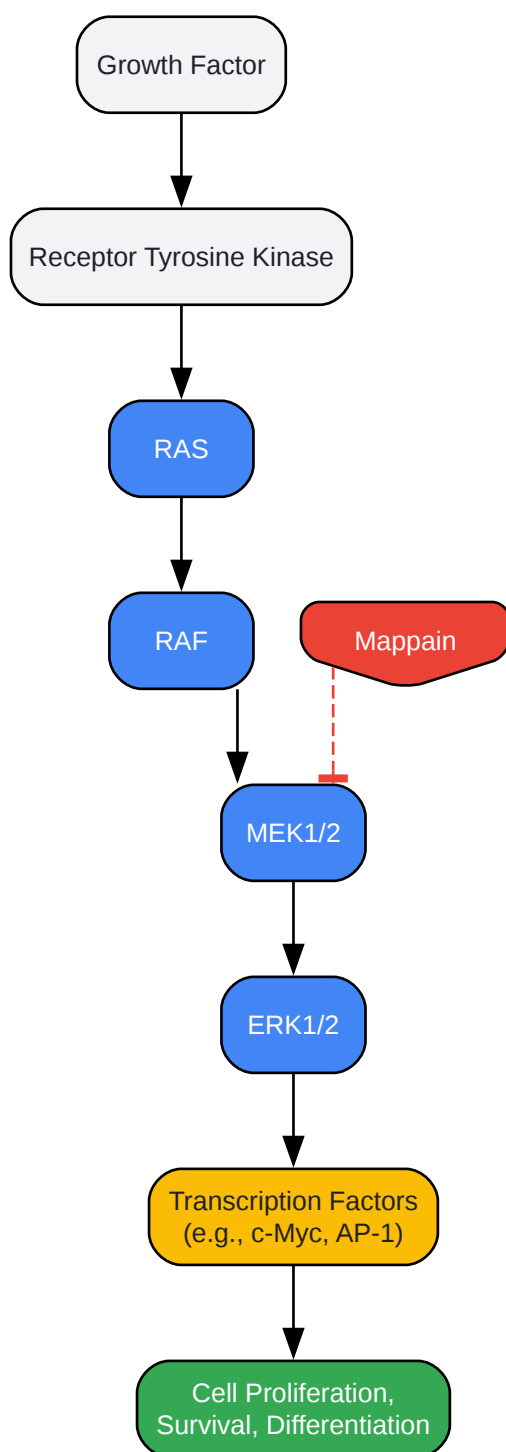 Growth Factor
Receptor Tyrosine Kinase
RAS
RAF
Mappain
MEK1/2
ERK1/2
Transcription Factors
(e.g., c-Myc, AP-1)
Cell Proliferation,
Survival, Differentiation